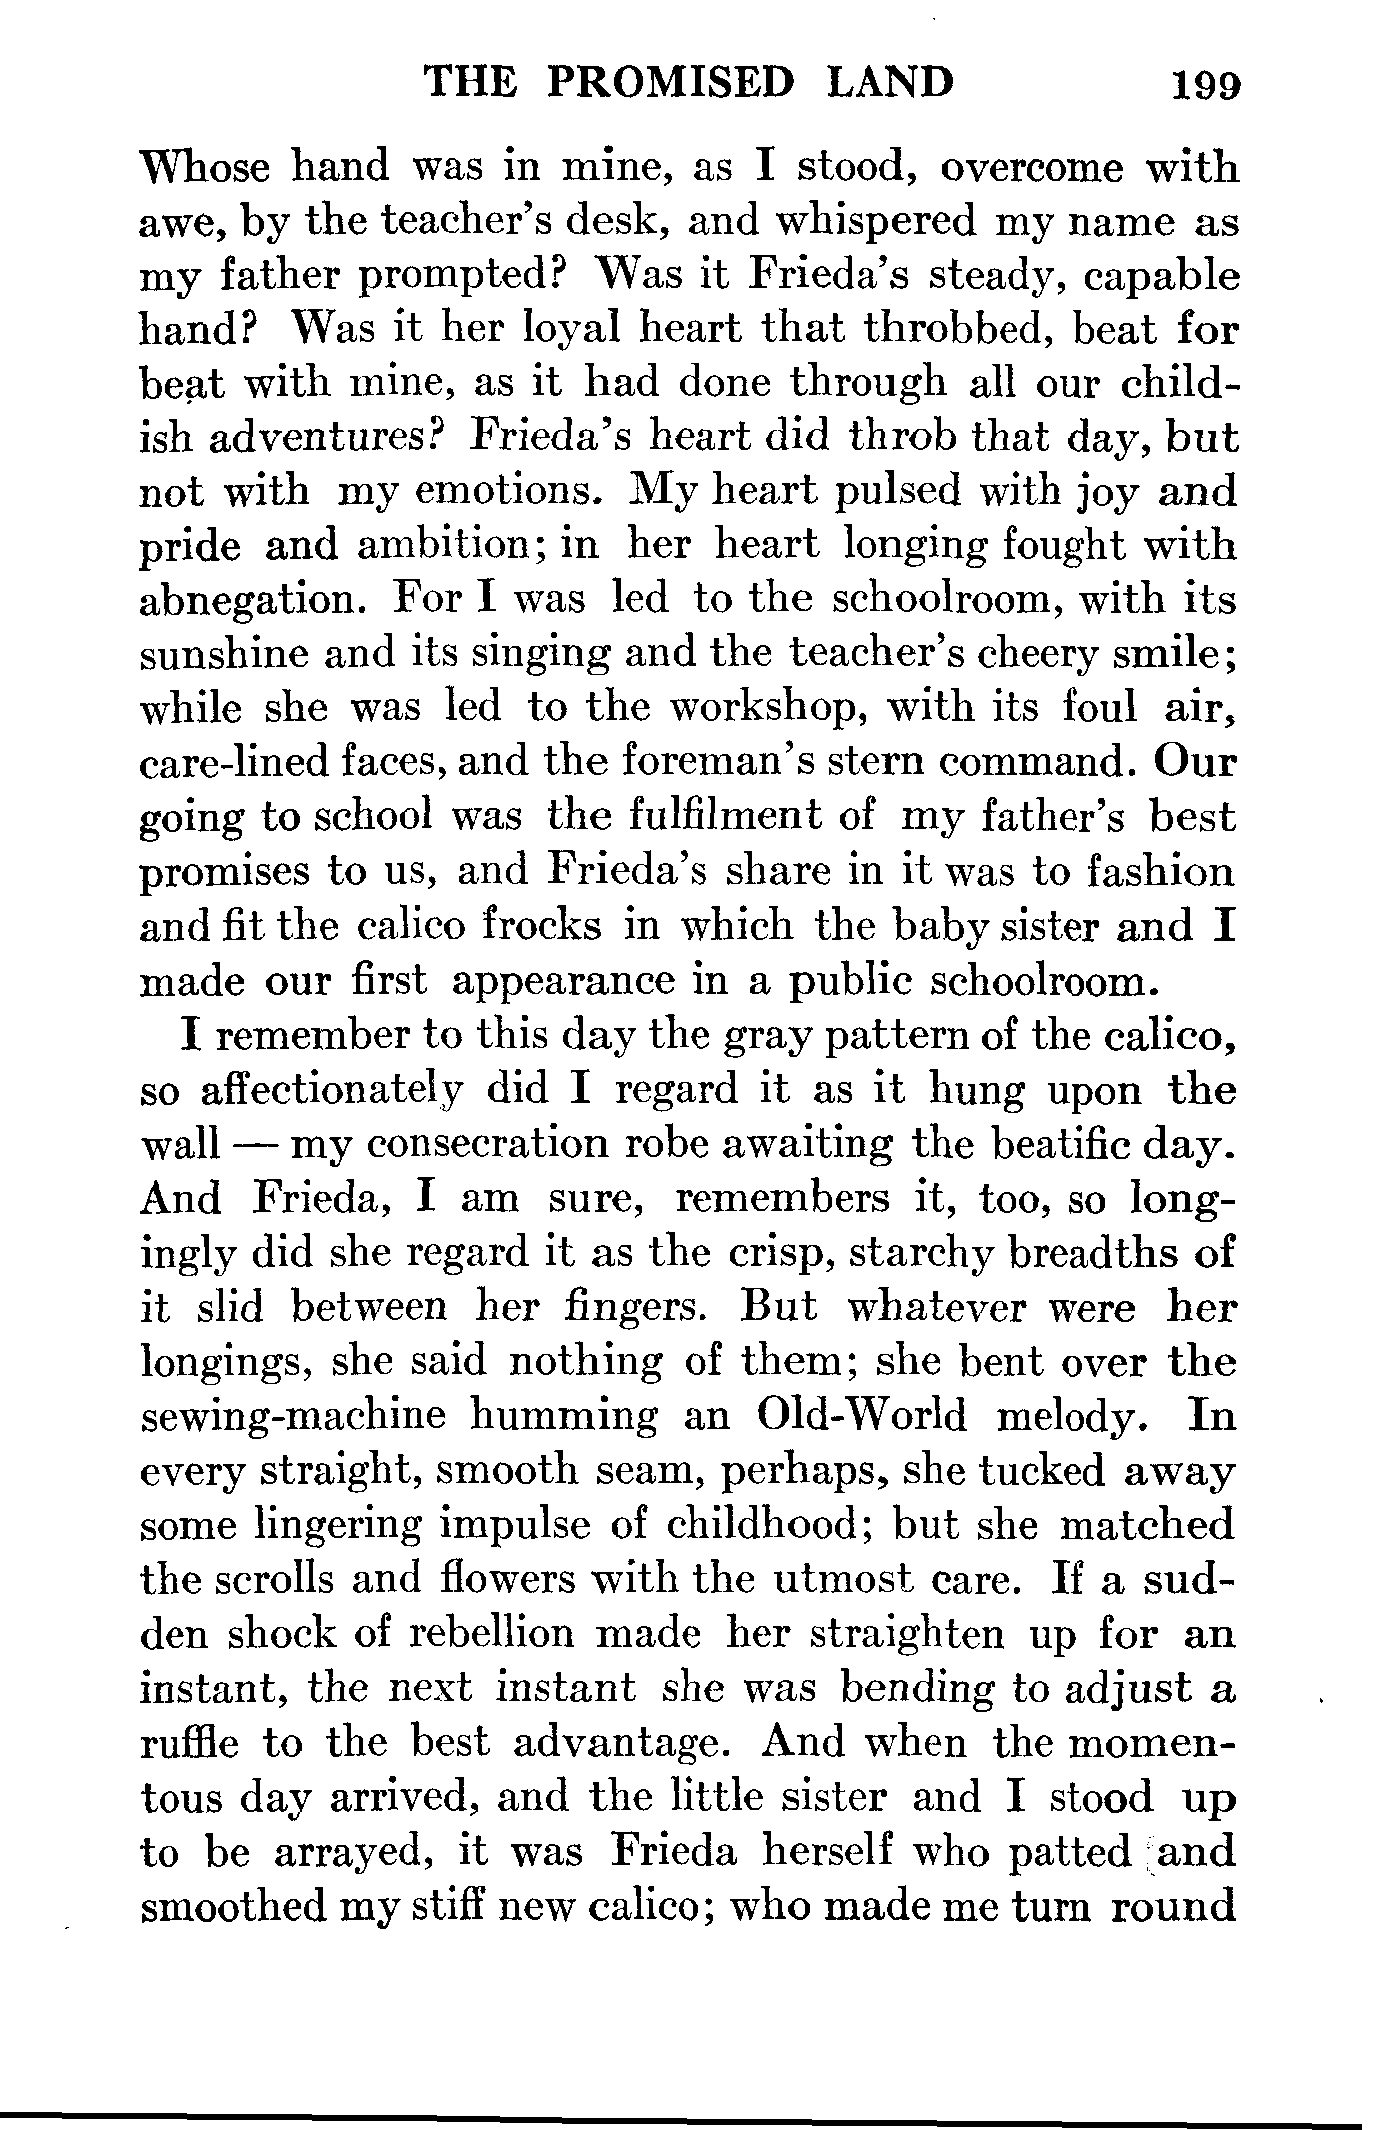 THE PROMISED LAND 199
Whose hand was in mine, as I stood, overcome with
awe, by the teacher's desk, and whispered my name as
my father prompted? Was it Frieda's steady, capable
hand? Was it her loyal heart that throbbed, beat for
beat with mine, as it had done through all our child-
ish adventures? Frieda's heart did throb that day, but
not with my emotions. My heart pulsed with joy and
pride and ambition; in her heart longing fought with
abnegation. For I was led to the schoolroom, with its
sunshine and its singing and the teacher's cheery smile;
while she was led to the workshop, with its foul air,
care-lined faces, and the foreman's stern command. Our
going to school was the fulfilment of my father's best
promises to us, and Frieda's share in it was to fashion
and fit the calico frocks in which the baby sister and I
made our first appearance in a public schoolroom.
I remember to this day the gray pattern of the calico,
so affectionately did I regard it as it hung upon the
wall — my consecration robe awaiting the beatific day.
And Frieda, I am sure, remembers it, too, so long-
ingly did she regard it as the crisp, starchy breadths of
it slid between her fingers. But whatever were her
longings, she said nothing of them; she bent over the
sewing-machine humming an Old-World melody. In
every straight, smooth seam, perhaps, she tucked away
some lingering impulse of childhood; but she matched
the scrolls and flowers with the utmost care. If a sud-
den shock of rebellion made her straighten up for an
instant, the next instant she was bending to adjust a
ruffle to the best advantage. And when the momen-
tous day arrived, and the little sister and I stood up
to be arrayed, it was Frieda herself who patted and
smoothed my stiff new calico; who made me turn round